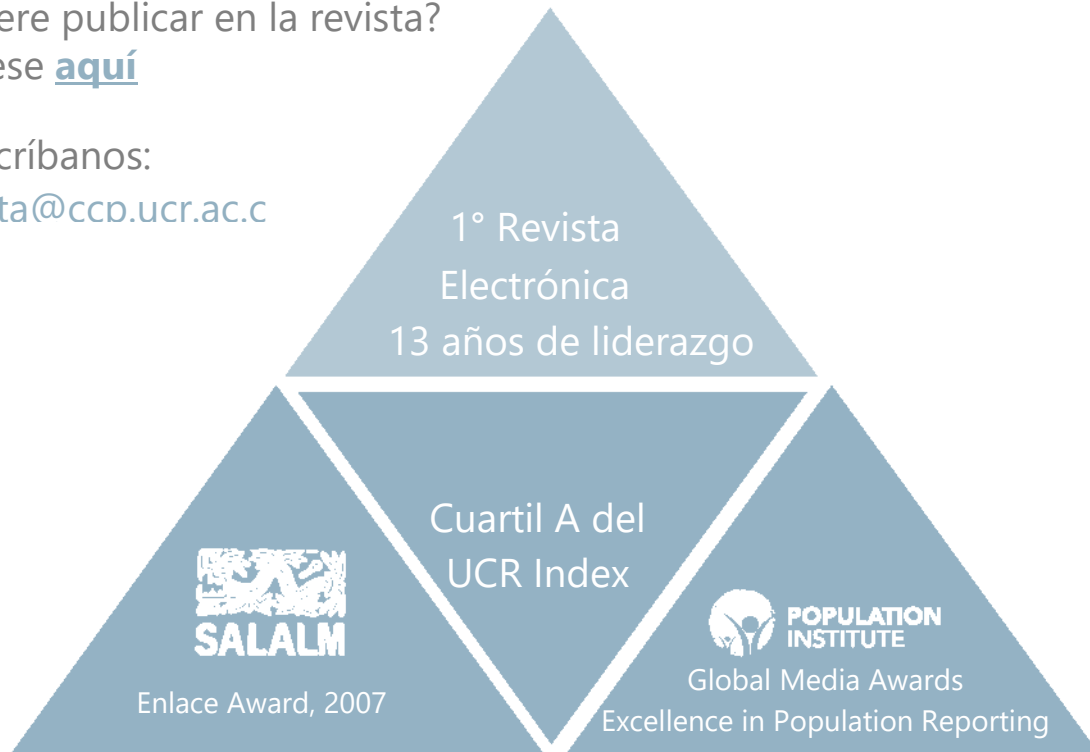 ere publicar en la revista?
ese aquí
críbanos:
ta@ccp.ucr.ac.c
1° Revista
Electrónica
13 años de liderazgo
Cuartil A del
UCR Index
SALALM
Enlace Award, 2007
POPULATION
INSTITUTE
Global Media Awards
Excellence in Population Reporting